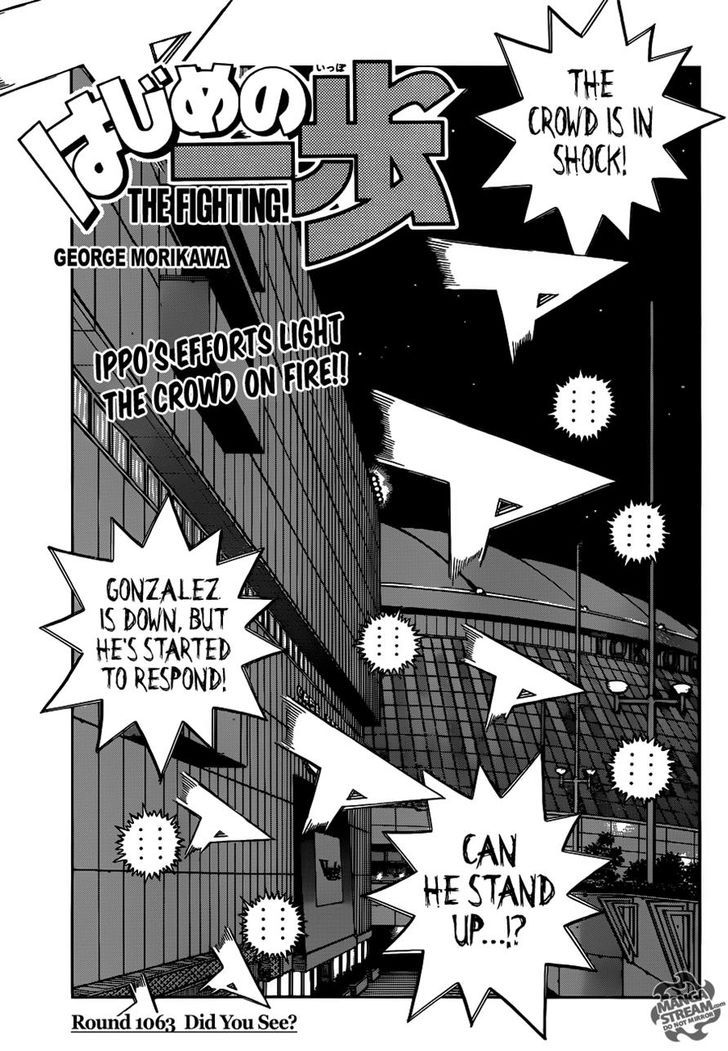 はじめの一歩
いっぽ
THE FIGHTING!
GEORGE MORIKAWA
THE
CROWD IS IN
SHOCK!
IPPO'S EFFORTS LIGHT
THE CROWD ON FIRE!!
GONZALEZ
IS DOWN, BUT
HE'S STARTED
TO RESPOND!
TOKYO
CAN
HE STAND
UP...!?
Round 1063 Did You See?
MANGA
STREAM.com
DO NOT MIRROR